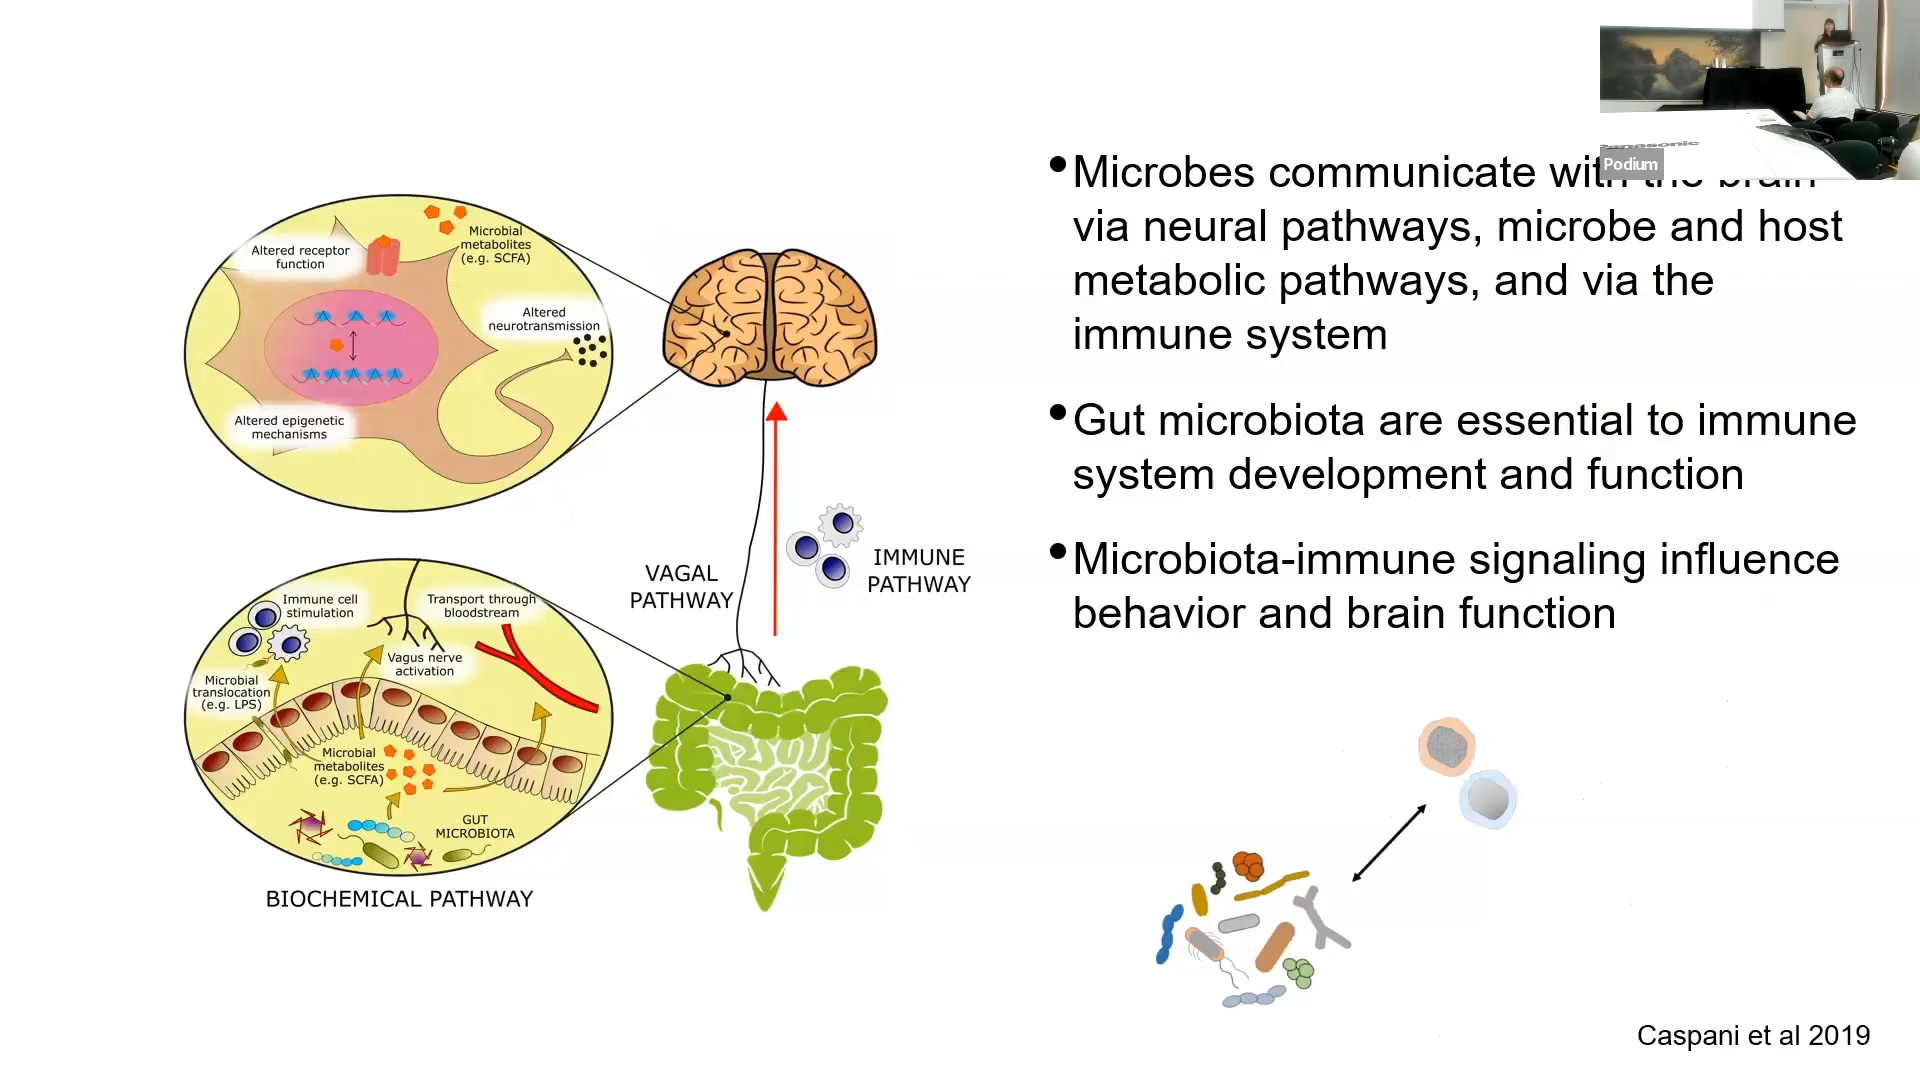 Podium
• Microbes communicate with the brain
via neural pathways, microbe and host
metabolic pathways, and via the
immune system
• Gut microbiota are essential to immune
system development and function
• Microbiota-immune signaling influence
behavior and brain function
Altered receptor
function
Microbial
metabolites
(e.g. SCFA)
Altered
neurotransmission
Altered epigenetic
mechanisms
VAGAL
PATHWAY
IMMUNE
PATHWAY
Immune cell
stimulation
Transport through
bloodstream
Vagus nerve
activation
Microbial
translocation
(e.g. LPS)
Microbial
metabolites
(e.g. SCFA)
GUT
MICROBIOTA
BIOCHEMICAL PATHWAY
Caspani et al 2019